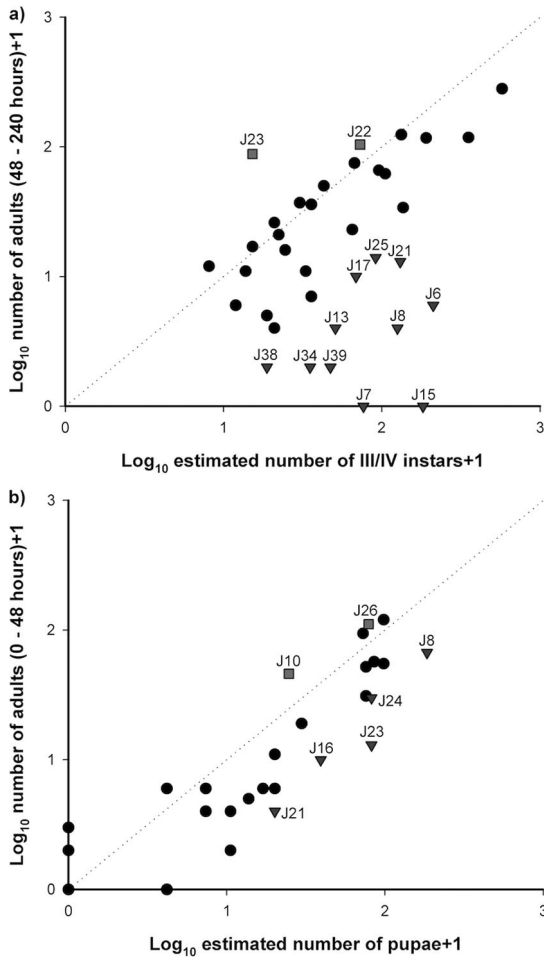 a)
3
2
1
0
Log10 number of adults (48 - 240 hours)+1
J23
J22
J25
J21
J17
J6
J13
J8
J38
J34
J39
J7
J15
0
1
2
3
Log10 estimated number of III/IV instars+1
b)
3
2
1
0
Log10 number of adults (0 - 48 hours)+1
J26
J10
J8
J24
J23
J16
J21
0
1
2
3
Log10 estimated number of pupae+1